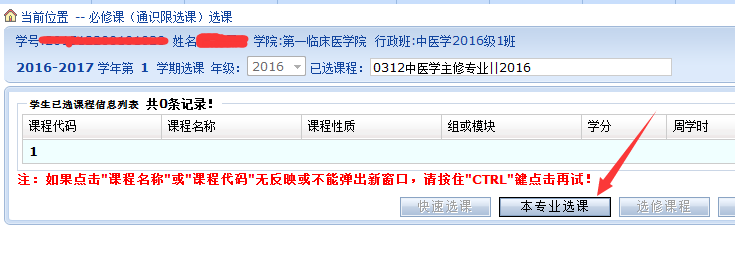 当前位置 -- 必修课（通识限选课）选课
学号 姓名 学院:第一临床医学院 行政班:中医学2016级1班
2016-2017 学年第 1 学期选课 年级: 2016 已选课程: 0312中医学主修专业||2016
学生已选课程信息列表 共0条记录!
课程代码 课程名称 课程性质 组或模块 学分 周学时
1
注：如果点击"课程名称"或"课程代码"无反映或不能弹出新窗口，请按住"CTRL"键点击再试！
快速选课 本专业选课 选修课程